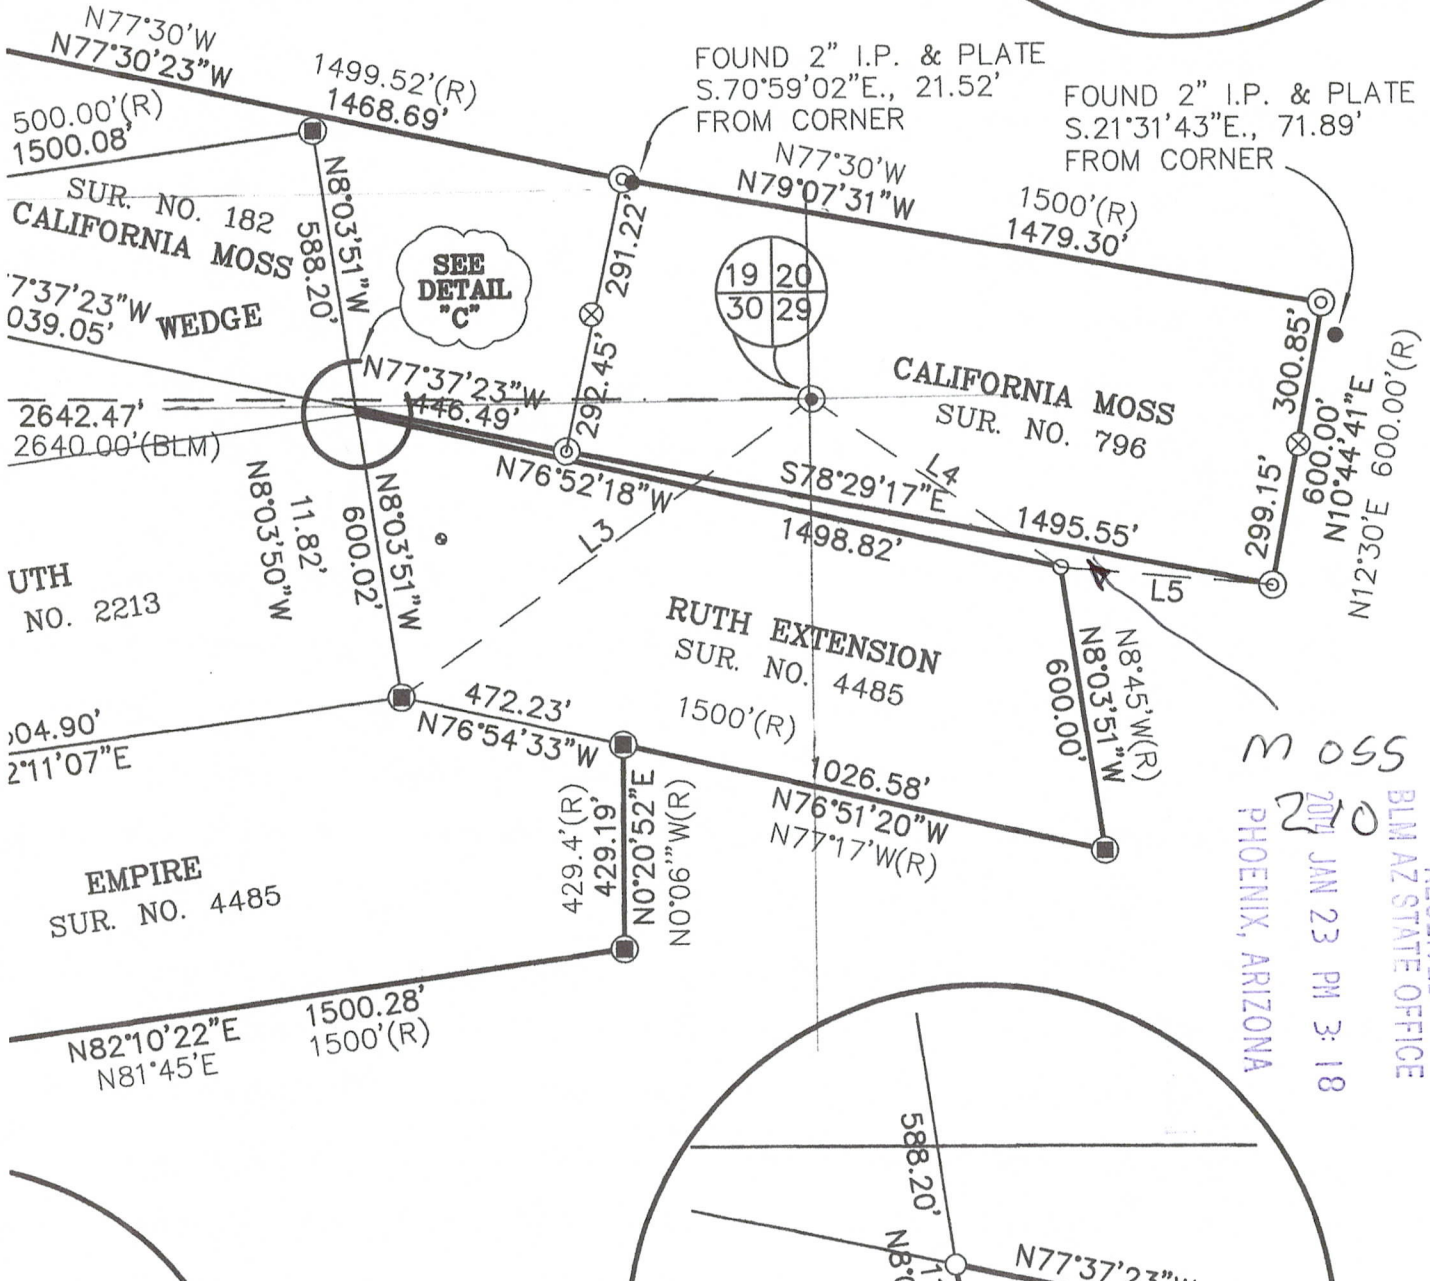 N77°30'W
N77°30'23"W
1499.52'(R)
1468.69'
FOUND 2" I.P. & PLATE
S.70°59'02"E., 21.52'
FROM CORNER
FOUND 2" I.P. & PLATE
S.21°31'43"E., 71.89'
FROM CORNER
500.00'(R)
1500.08'
N77°30'W
N79°07'31"W
1500'(R)
1479.30'
SUR. NO. 182
CALIFORNIA MOSS
N8°03'51"W
588.20'
291.22'
SEE
DETAIL
"C"
19 20
30 29
7°37'23"W
039.05'
WEDGE
N77°37'23"W
446.49'
292.45'
CALIFORNIA MOSS
SUR. NO. 796
300.85'
600.00'
N10°44'41"E
N12°30'E 600.00'(R)
299.15'
2642.47'
2640.00'(BLM)
N76°52'18"W
S78°29'17"E
L4
1498.82'
1495.55'
L3
L5
N8°03'50"W
11.82'
600.02'
N8°03'51"W
UTH
NO. 2213
RUTH EXTENSION
SUR. NO. 4485
1500'(R)
600.00'
N8°03'51"W
N8°45'W(R)
04.90'
2°11'07"E
472.23'
N76°54'33"W
1026.58'
N76°51'20"W
N77°17'W(R)
429.4'(R)
429.19'
N0°20'52"E
N0°06'"W(R)
MOSS
210
BLM AZ STATE OFFICE
JAN 23 PM 3:18
PHOENIX, ARIZONA
EMPIRE
SUR. NO. 4485
1500.28'
1500'(R)
N82°10'22"E
N81°45'E
588.20'
N77°37'23"W